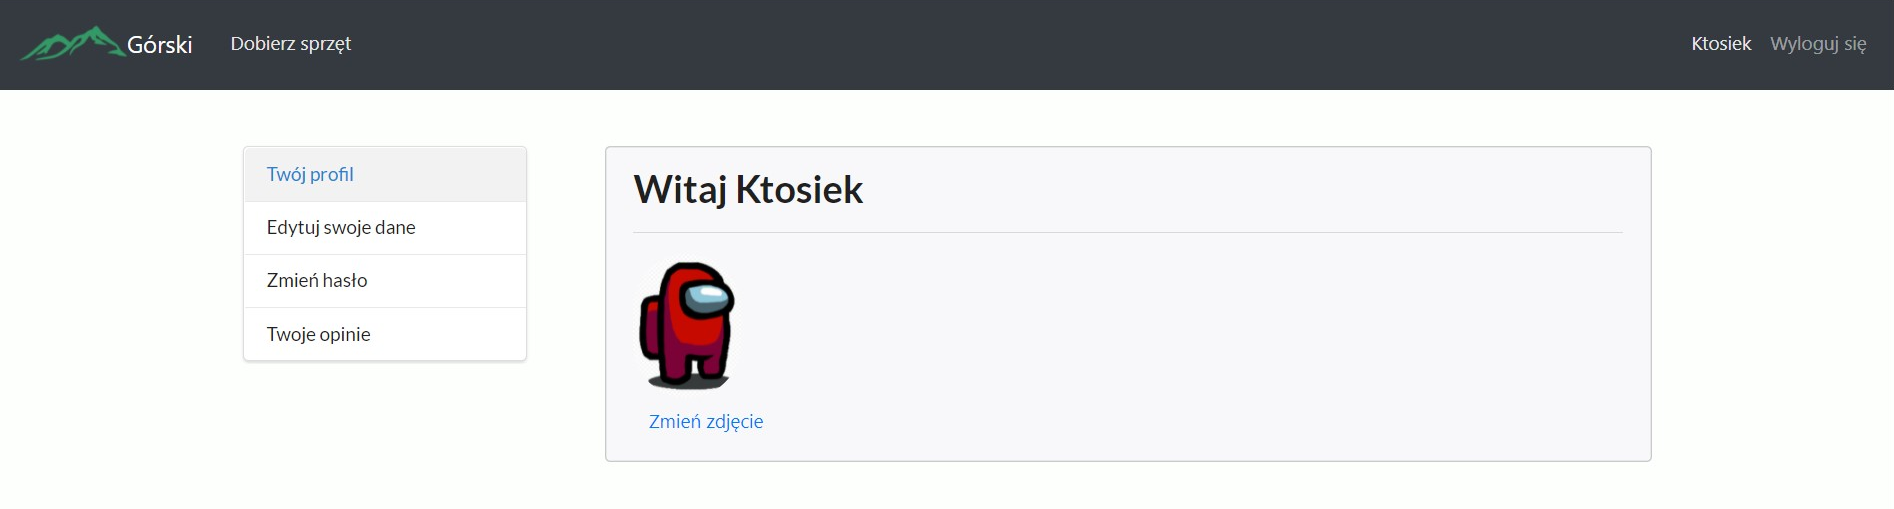 Górski Dobierz sprzęt Ktosiek Wyloguj się
Twój profil
Edytuj swoje dane
Zmień hasło
Twoje opinie
Witaj Ktosiek
Zmień zdjęcie